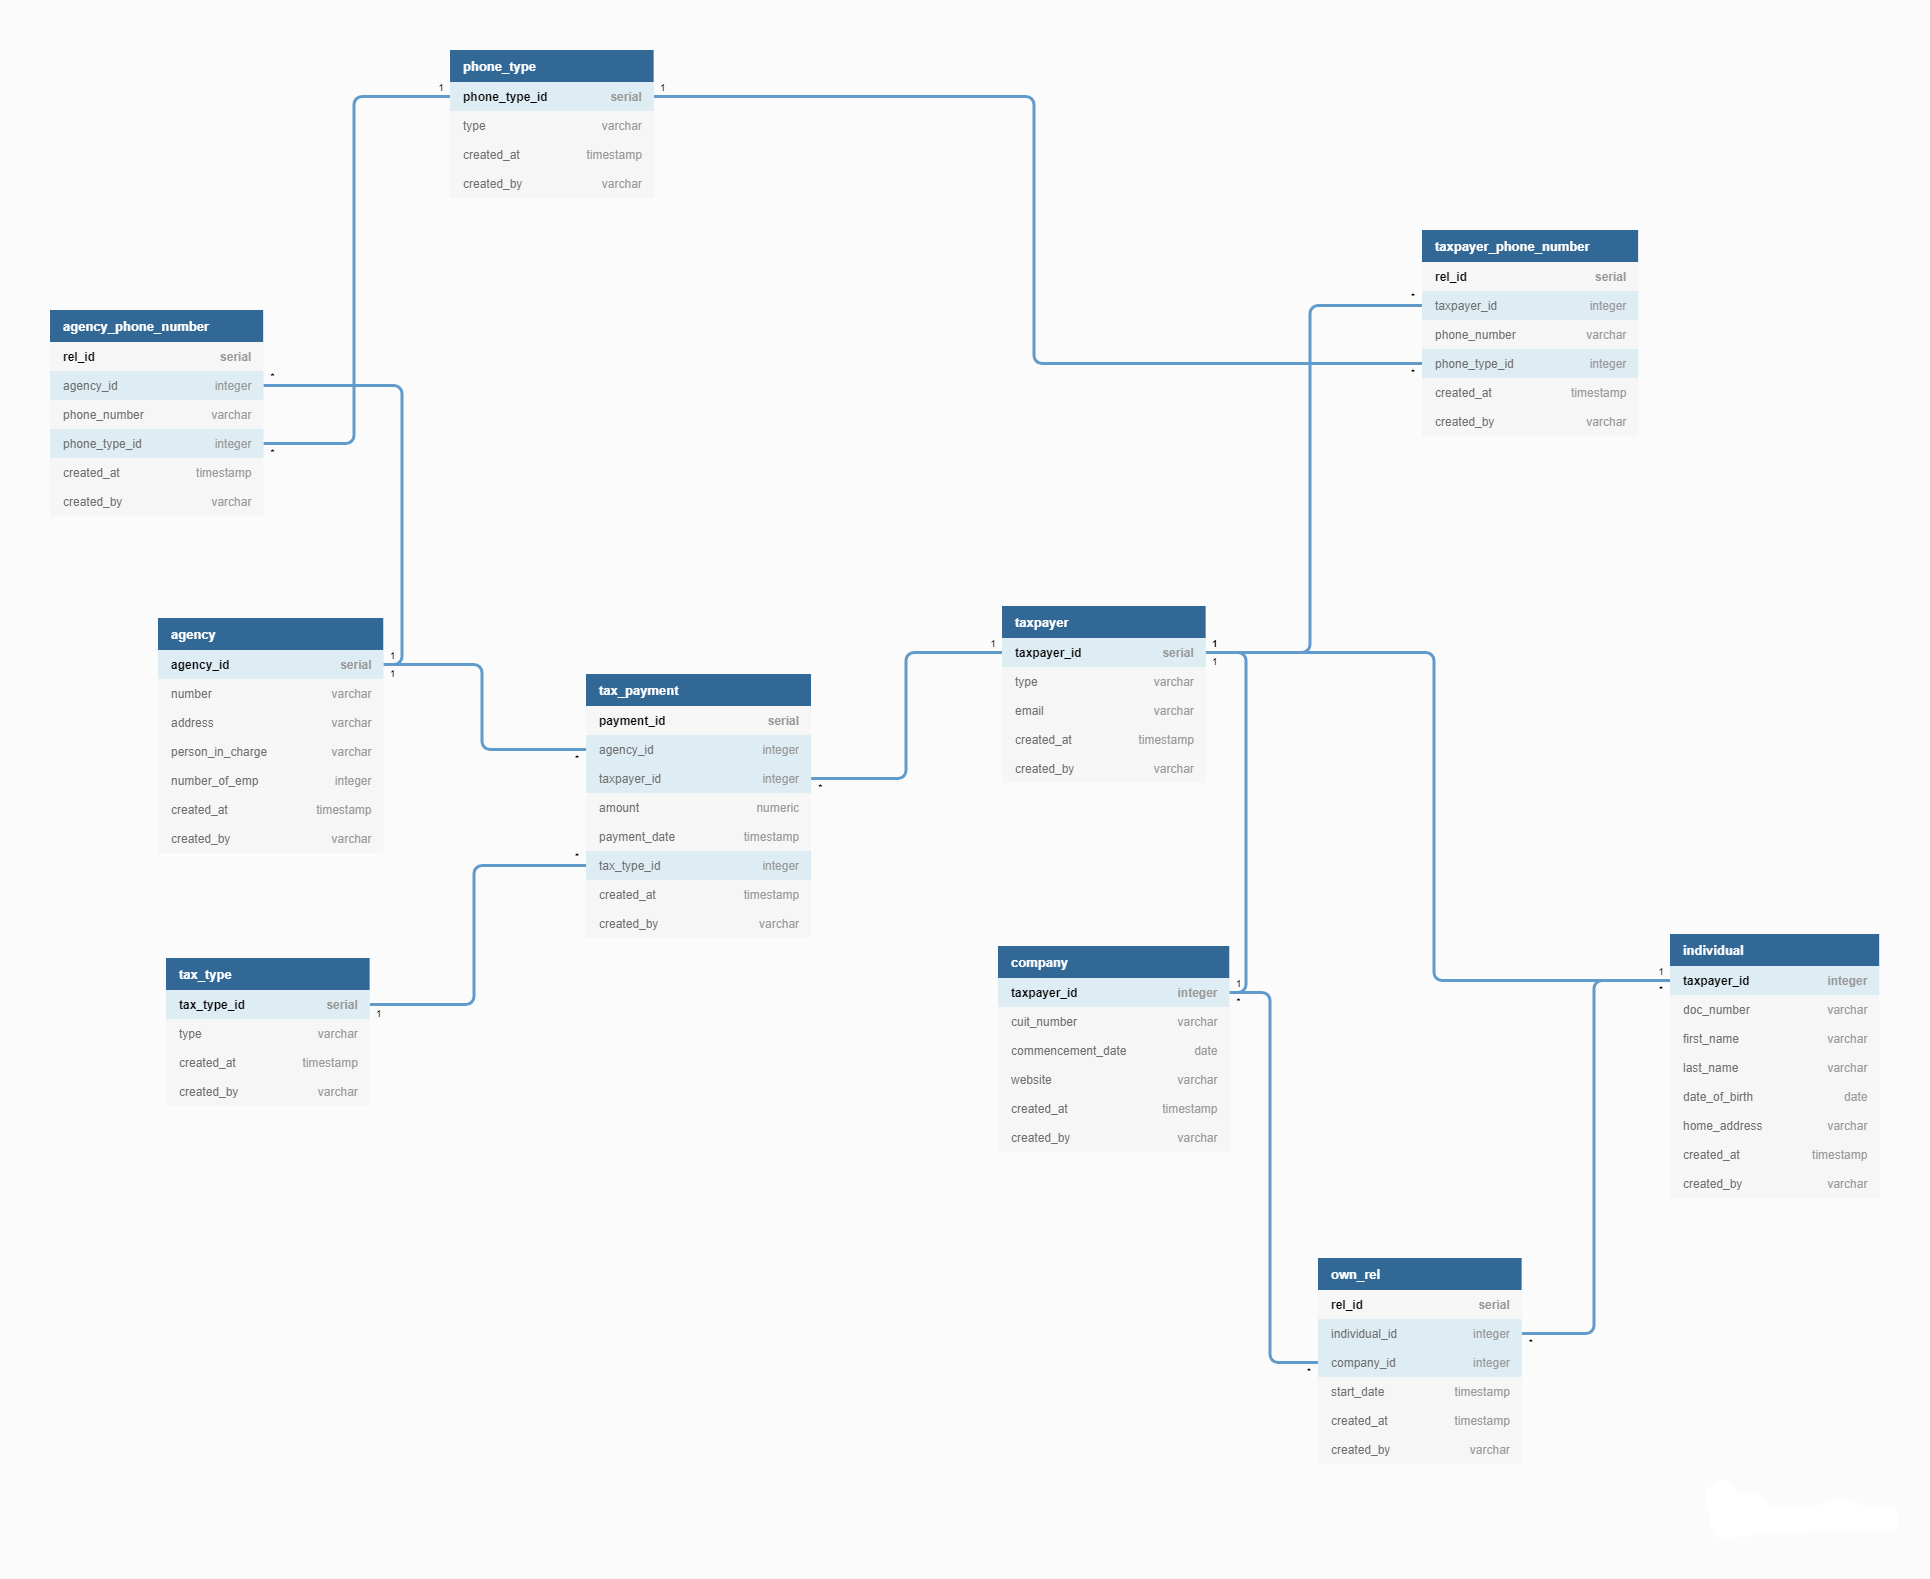 phone_type
1 phone_type_id serial 1
type varchar
created_at timestamp
created_by varchar
taxpayer_phone_number
rel_id serial
* taxpayer_id integer
phone_number varchar
phone_type_id integer
*
created_at timestamp
created_by varchar
agency_phone_number
rel_id serial
agency_id integer *
phone_number varchar
phone_type_id integer
*
created_at timestamp
created_by varchar
agency
agency_id serial 1
1
number varchar
address varchar
person_in_charge varchar
number_of_emp integer
created_at timestamp
created_by varchar
tax_payment
payment_id serial
agency_id integer
*
taxpayer_id integer
*
amount numeric
payment_date timestamp
* tax_type_id integer
created_at timestamp
created_by varchar
taxpayer
1 taxpayer_id serial 1
1
type varchar
email varchar
created_at timestamp
created_by varchar
tax_type
tax_type_id serial
1
type varchar
created_at timestamp
created_by varchar
company
taxpayer_id integer 1
*
cuit_number varchar
commencement_date date
website varchar
created_at timestamp
created_by varchar
individual
1 taxpayer_id integer
*
doc_number varchar
first_name varchar
last_name varchar
date_of_birth date
home_address varchar
created_at timestamp
created_by varchar
own_rel
rel_id serial
individual_id integer
*
company_id integer
*
start_date timestamp
created_at timestamp
created_by varchar